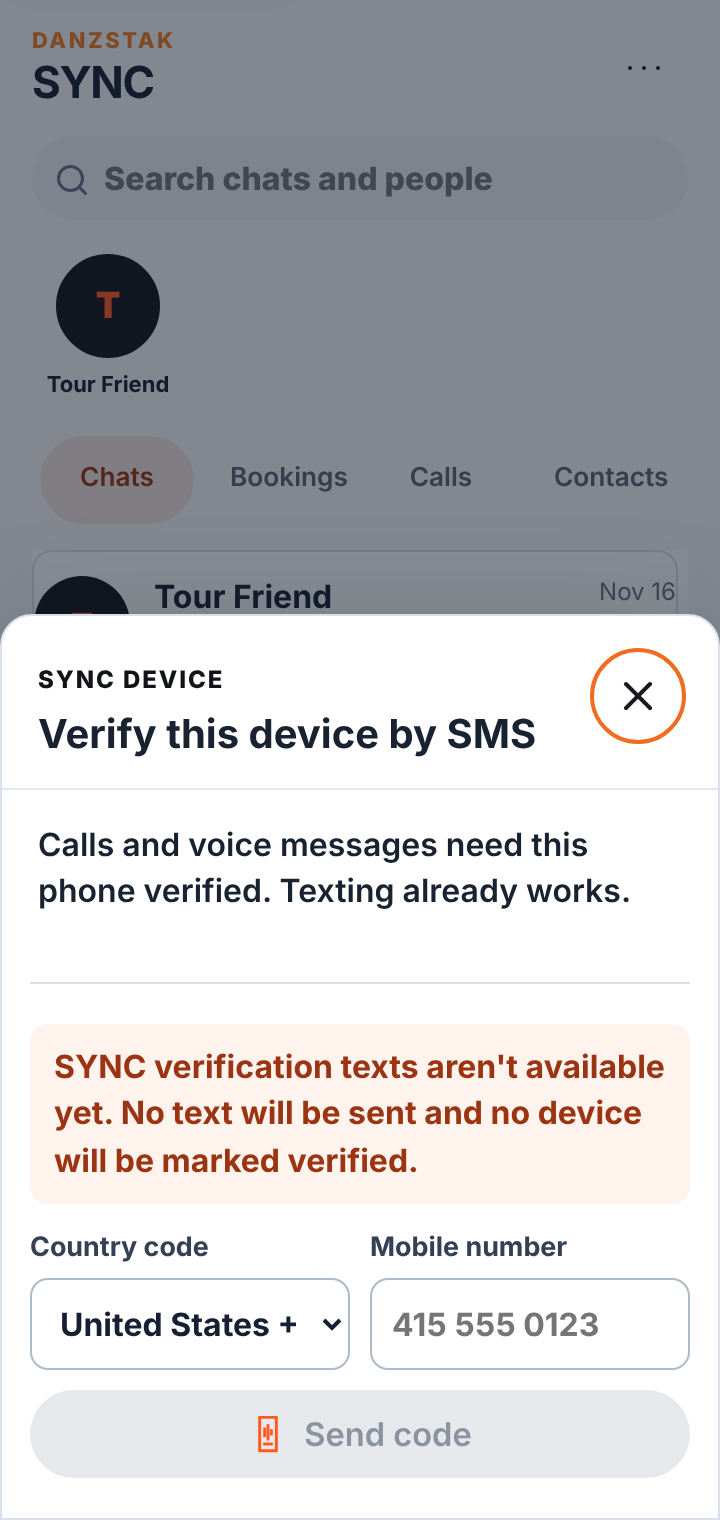 DANZSTAK
SYNC
Search chats and people
T
Tour Friend
Chats Bookings Calls Contacts
Tour Friend Nov 16
SYNC DEVICE
Verify this device by SMS
Calls and voice messages need this
phone verified. Texting already works.
SYNC verification texts aren't available
yet. No text will be sent and no device
will be marked verified.
Country code Mobile number
United States + 415 555 0123
Send code